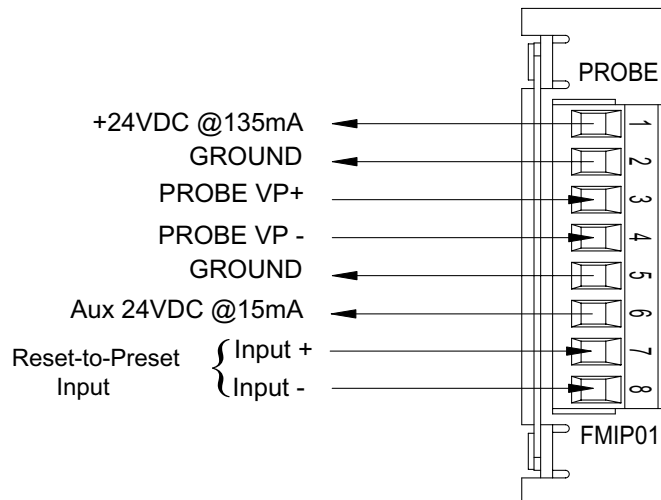 PROBE
+24VDC @135mA 1
GROUND 2
PROBE VP+ 3
PROBE VP - 4
GROUND 5
Aux 24VDC @15mA 6
Reset-to-Preset
Input
Input + 7
Input - 8
FMIP01